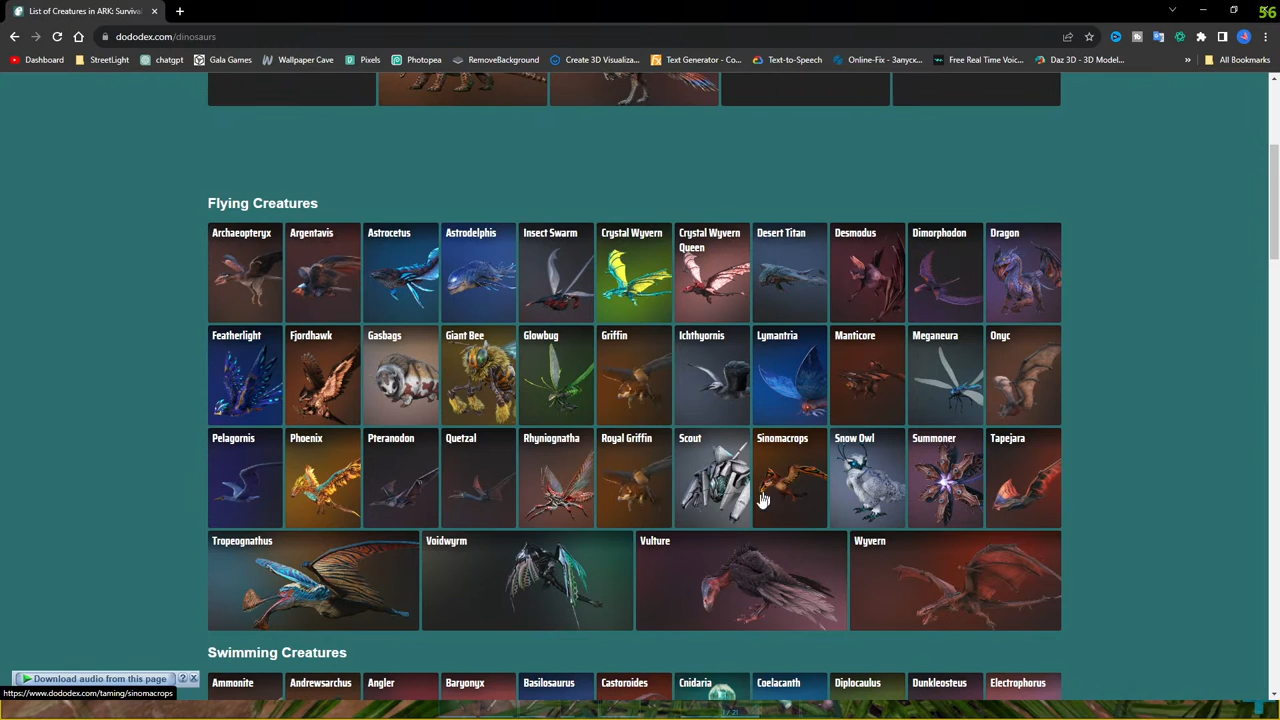 List of Creatures in ARK: Surviva
56
dododex.com/dinosaurs
Dashboard
StreetLight
chatgpt
Gala Games
Wallpaper Cave
Pixels
Photopea
RemoveBackground
Create 3D Visualiza...
Text Generator - Co...
Text-to-Speech
Online-Fix - Запуск...
Free Real Time Voic...
Daz 3D - 3D Model...
»
All Bookmarks
Flying Creatures
Archaeopteryx
Argentavis
Astrocetus
Astrodelphis
Insect Swarm
Crystal Wyvern
Crystal Wyvern
Queen
Desert Titan
Desmodus
Dimorphodon
Dragon
Featherlight
Fjordhawk
Gasbags
Giant Bee
Glowbug
Griffin
Ichthyornis
Lymantria
Manticore
Meganeura
Onyc
Pelagornis
Phoenix
Pteranodon
Quetzal
Rhyniognatha
Royal Griffin
Scout
Sinomacrops
Snow Owl
Summoner
Tapejara
Tropeognathus
Voidwyrm
Vulture
Wyvern
Swimming Creatures
Ammonite
Andrewsarchus
Angler
Baryonyx
Basilosaurus
Castoroides
Cnidaria
Coelacanth
Diplocaulus
Dunkleosteus
Electrophorus
Download audio from this page
https://www.dododex.com/taming/sinomacrops